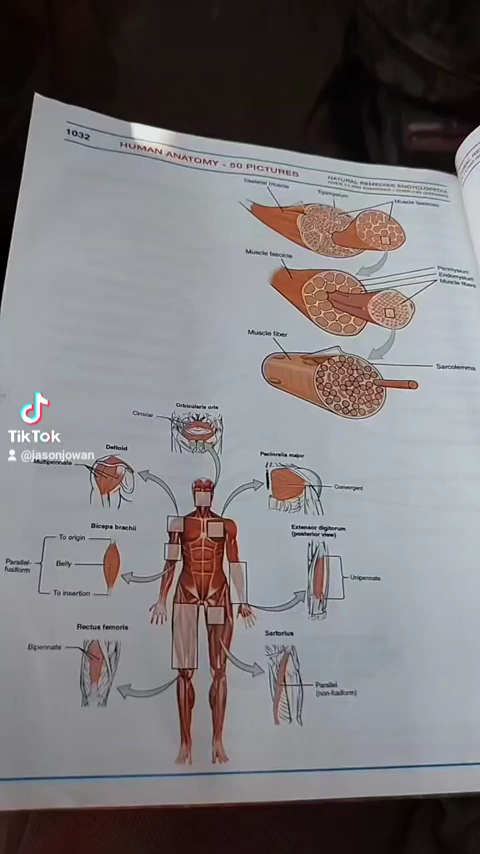 1032
HUMAN ANATOMY - 50 PICTURES
NATURAL REMEDIES ENCYCLOPEDIA
Skeletal muscle
Epimysium
Muscle fascicles
Muscle fascicle
Perimysium
Endomysium
Muscle fibers
Muscle fiber
Sarcolemma
Orbicularis oris
Circular
TikTok
@jasonjowan
Deltoid
Multipennate
Pectoralis major
Convergent
Biceps brachii
To origin
Parallel-
fusiform
Belly
To insertion
Extensor digitorum
(posterior view)
Unipennate
Rectus femoris
Bipennate
Sartorius
Parallel
(non-fusiform)